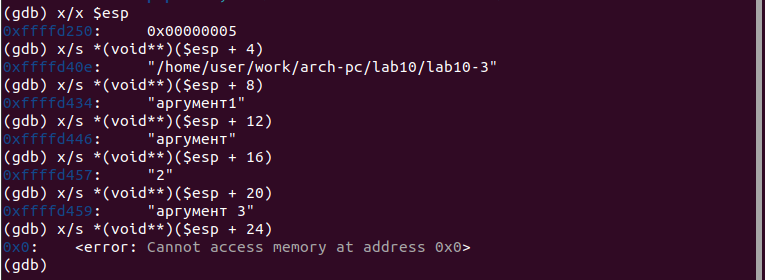 (gdb) x/x $esp
0xffffd250:     0x00000005
(gdb) x/s *(void**)($esp + 4)
0xffffd40e:     "/home/user/work/arch-pc/lab10/lab10-3"
(gdb) x/s *(void**)($esp + 8)
0xffffd434:     "аргумент1"
(gdb) x/s *(void**)($esp + 12)
0xffffd446:     "аргумент"
(gdb) x/s *(void**)($esp + 16)
0xffffd457:     "2"
(gdb) x/s *(void**)($esp + 20)
0xffffd459:     "аргумент 3"
(gdb) x/s *(void**)($esp + 24)
0x0:    <error: Cannot access memory at address 0x0>
(gdb)